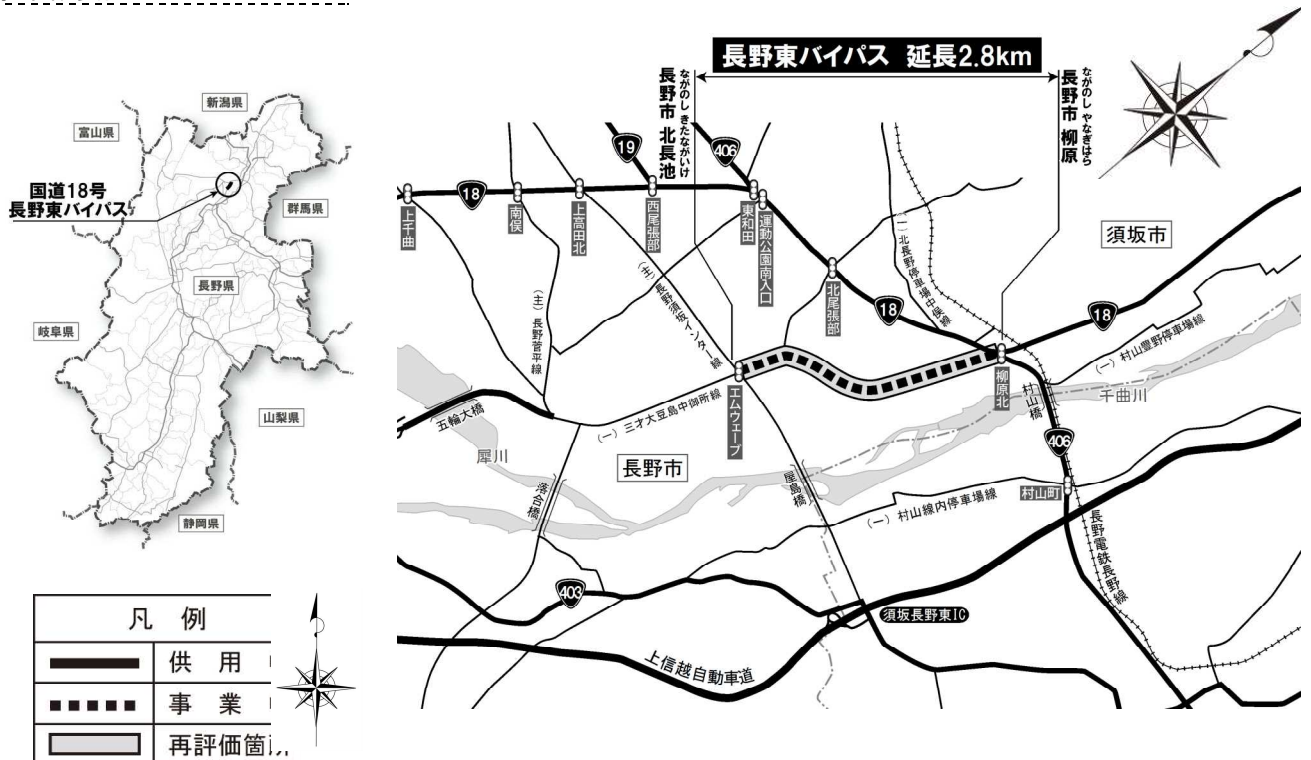 新潟県
富山県
国道18号
長野東バイパス
群馬県
長野県
岐阜県
山梨県
静岡県
凡 例
供 用
事 業
再評価箇
長野東バイパス 延長2.8km
ながのし きたながいけ
長野市 北長池
ながのし やなぎはら
長野市 柳原
19
406
18
上千曲
南俣
上高田北
西尾張部
東和田
運動公園南入口
北尾張部
(一)北長野停車場中俣線
須坂市
(主)長野菅平線
(主)長野須坂インター線
18
18
エムウェーブ
柳原北
(一)村山豊野停車場線
村山橋
千曲川
五輪大橋
(一)三才大豆島中御所線
犀川
長野市
落合橋
屋島橋
406
村山町
(一)村山線内停車場線
長野電鉄長野線
403
須坂長野東IC
上信越自動車道